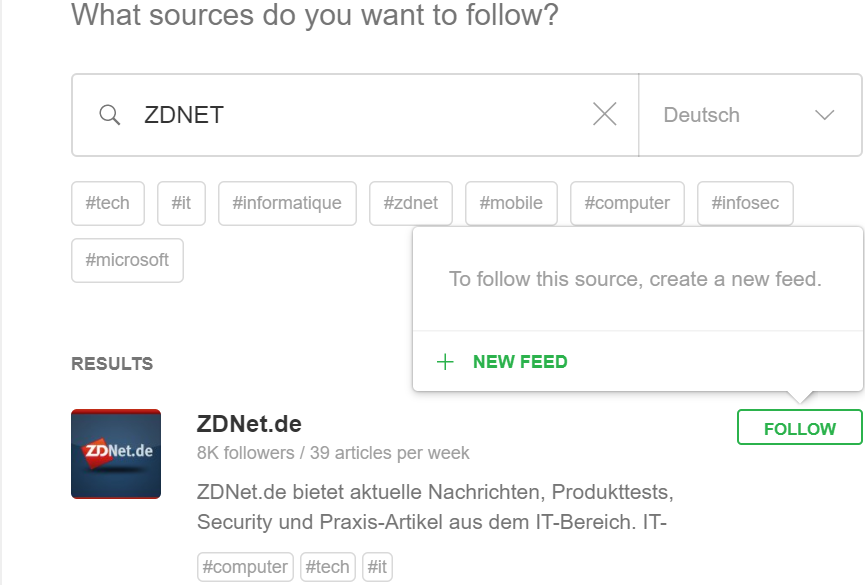 What sources do you want to follow?
ZDNET
Deutsch
#tech #it #informatique #zdnet #mobile #computer #infosec
#microsoft
To follow this source, create a new feed.
+ NEW FEED
RESULTS
ZDNet.de
ZDNet.de
FOLLOW
8K followers / 39 articles per week
ZDNet.de bietet aktuelle Nachrichten, Produkttests,
Security und Praxis-Artikel aus dem IT-Bereich. IT-
#computer #tech #it